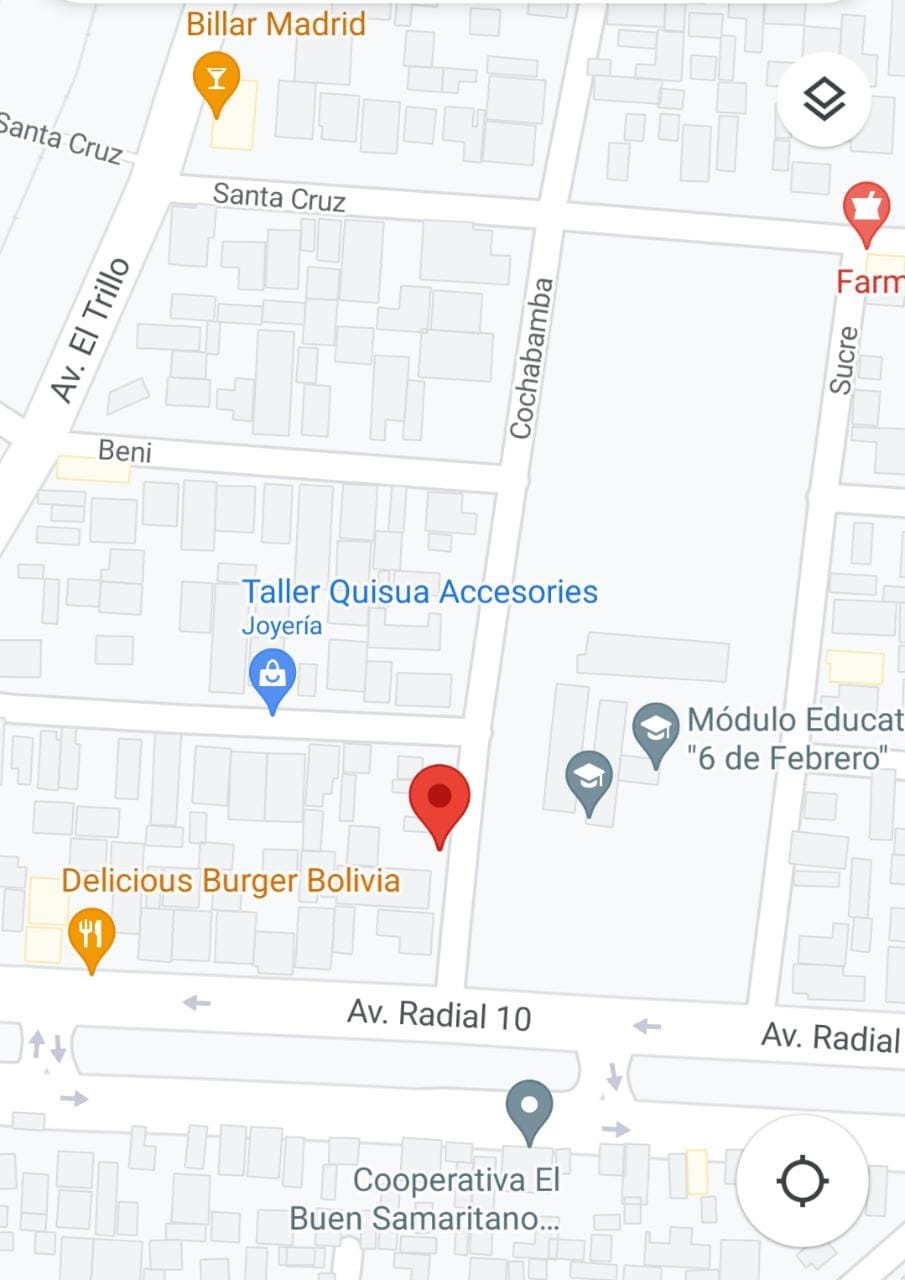 Billar Madrid
Santa Cruz
Santa Cruz
Farm
Av. El Trillo
Cochabamba
Sucre
Beni
Taller Quisua Accesories
Joyería
Módulo Educat
"6 de Febrero"
Delicious Burger Bolivia
Av. Radial 10
Av. Radial
Cooperativa El
Buen Samaritano...